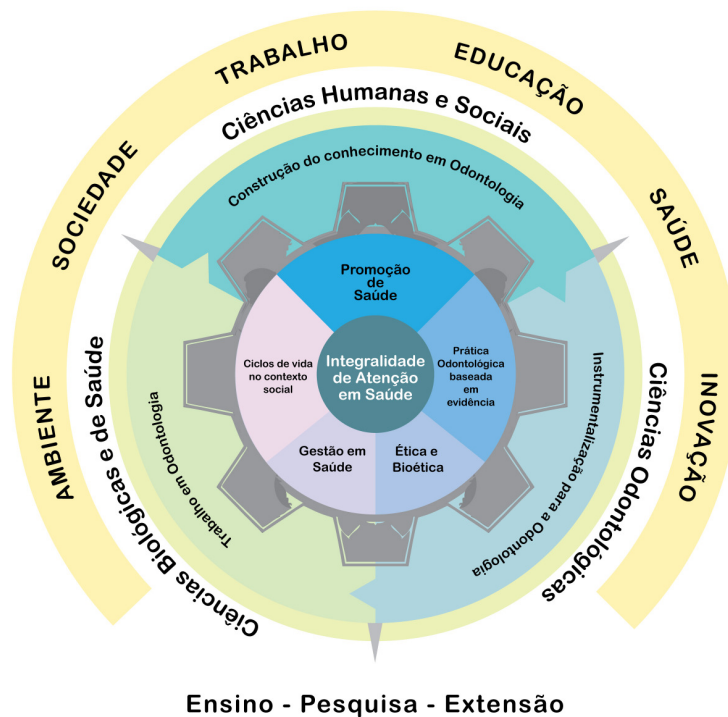 AMBIENTE
SOCIEDADE
TRABALHO
EDUCAÇÃO
SAÚDE
INOVAÇÃO
Ciências Humanas e Sociais
Ciências Biológicas e de Saúde
Ciências Odontológicas
Construção do conhecimento em Odontologia
Trabalho em Odontologia
Instrumentalização para a Odontologia
Promoção
de
Saúde
Ciclos de vida
no contexto
social
Integralidade
de Atenção
em Saúde
Prática
Odontológica
baseada
em
evidência
Gestão em
Saúde
Ética e
Bioética
Ensino - Pesquisa - Extensão